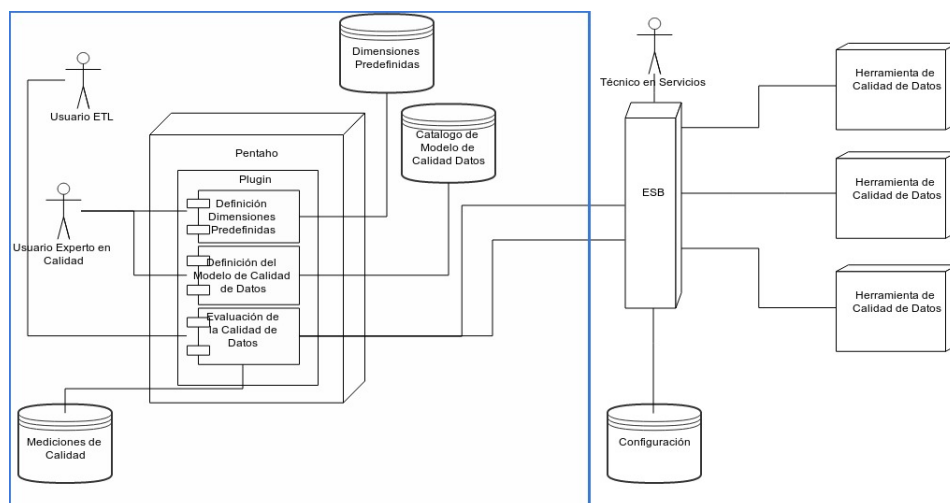 Dimensiones
Predefinidas
Usuario ETL
Técnico en Servicios
Herramienta de
Calidad de Datos
Catalogo de
Modelo de
Calidad Datos
Pentaho
Plugin
Definición
Dimensiones
Predefinidas
ESB
Herramienta de
Calidad de Datos
Usuario Experto en
Calidad
Definición del
Modelo de Calidad
de Datos
Herramienta de
Calidad de Datos
Evaluación de
la Calidad de
Datos
Mediciones de
Calidad
Configuración